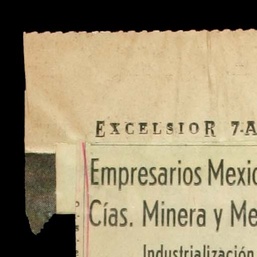 EXCELSIOR 7-A
Empresarios Mexic
Cías. Minera y Me
Industrialización